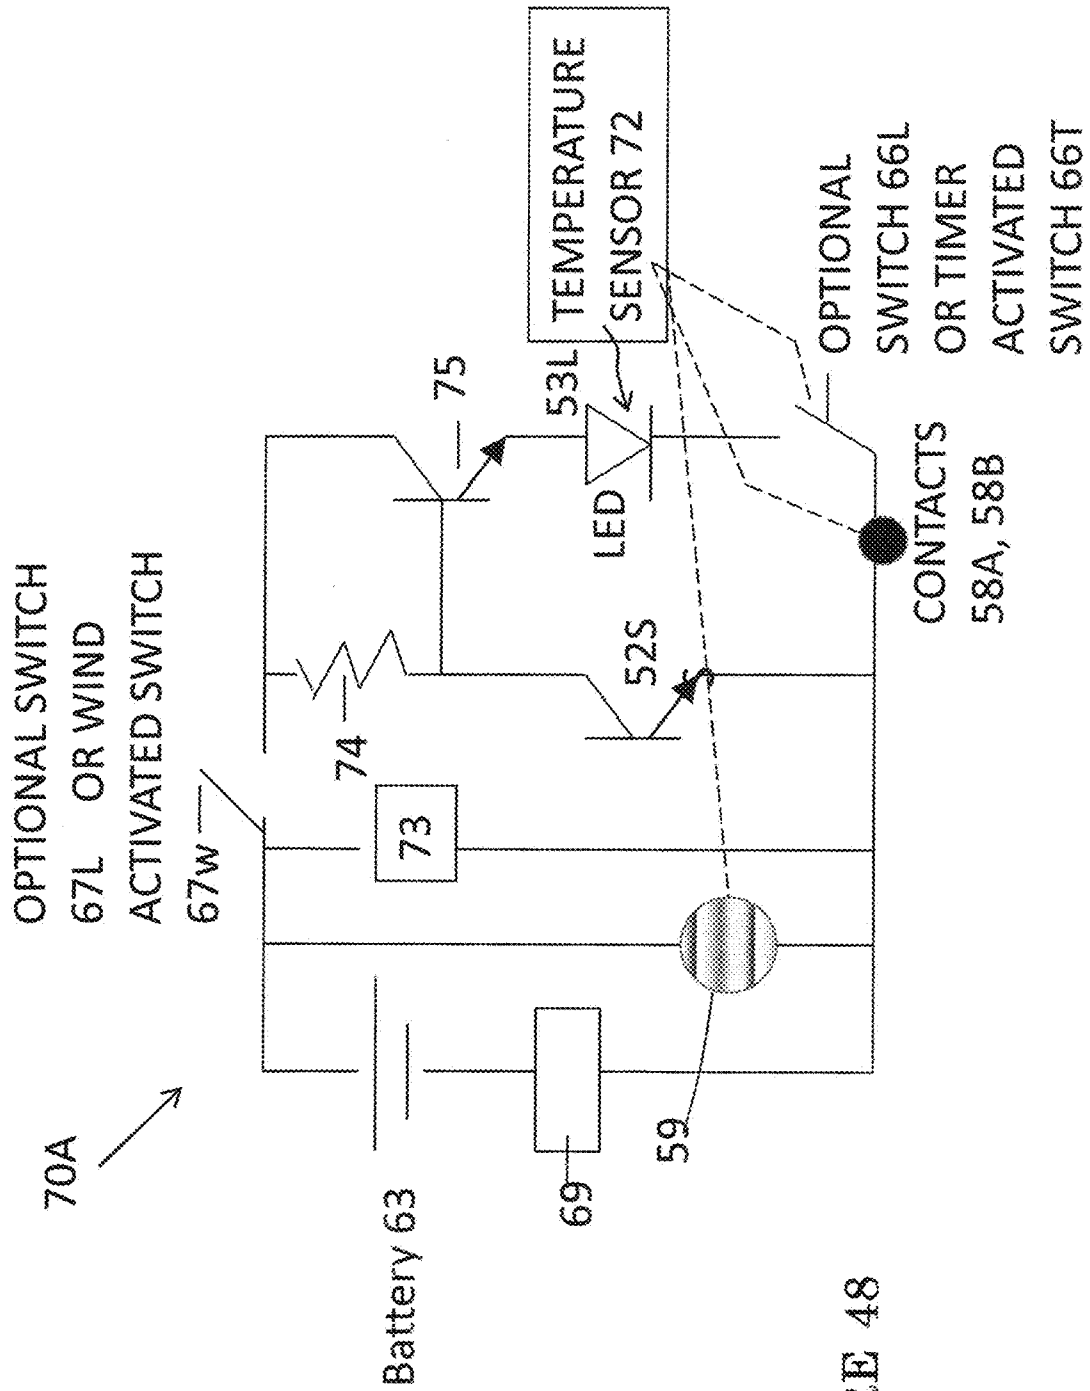 70A
OPTIONAL SWITCH
67L OR WIND
ACTIVATED SWITCH
67w
Battery 63
69
59
73
74
52S
75
LED
53L
TEMPERATURE
SENSOR 72
CONTACTS
58A, 58B
OPTIONAL
SWITCH 66L
OR TIMER
ACTIVATED
SWITCH 66T
48